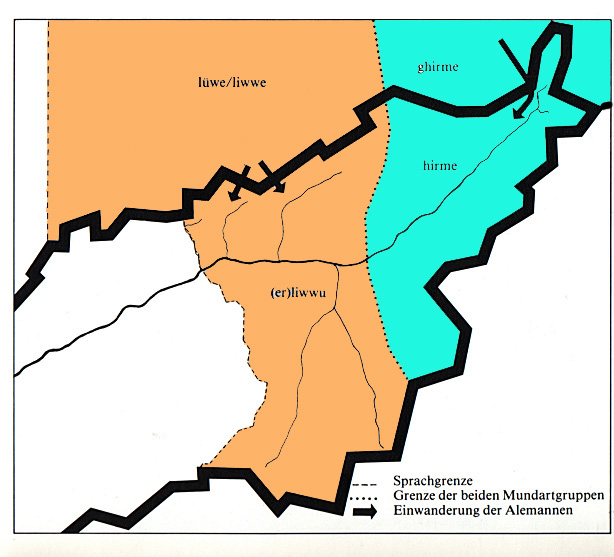 ghirme
lüwe/liwwe
hirme
(er)liwwu
Sprachgrenze
Grenze der beiden Mundartgruppen
Einwanderung der Alemannen